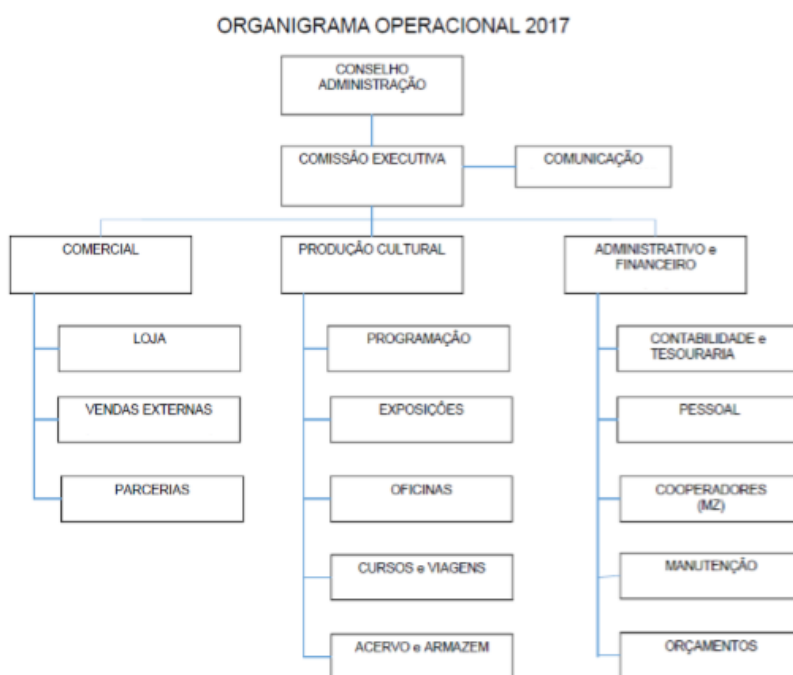 ORGANIGRAMA OPERACIONAL 2017
CONSELHO
ADMINISTRAÇÃO
COMISSÃO EXECUTIVA
COMUNICAÇÃO
COMERCIAL
PRODUÇÃO CULTURAL
ADMINISTRATIVO e
FINANCEIRO
LOJA
PROGRAMAÇÃO
CONTABILIDADE e
TESOURARIA
VENDAS EXTERNAS
EXPOSIÇÕES
PESSOAL
PARCERIAS
OFICINAS
COOPERADORES
(MZ)
CURSOS e VIAGENS
MANUTENÇÃO
ACERVO e ARMAZEM
ORÇAMENTOS